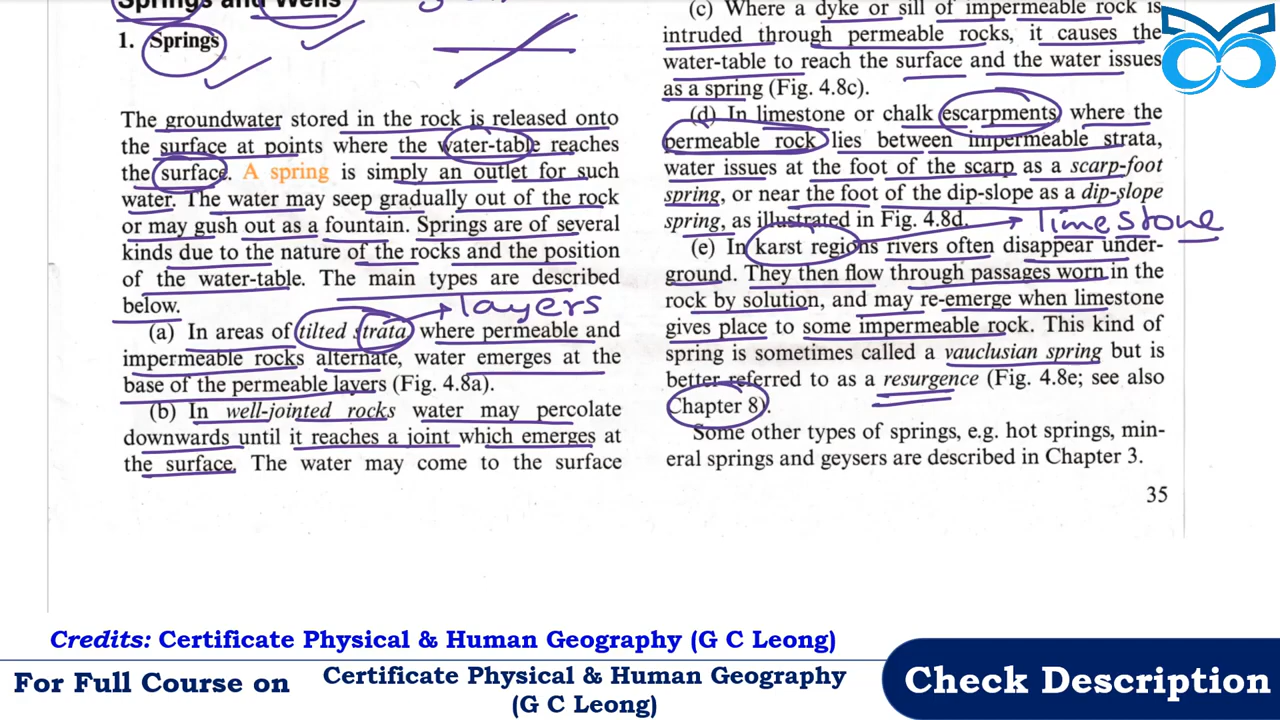 Springs and Wells
1. Springs
The groundwater stored in the rock is released onto
the surface at points where the water-table reaches
the surface. A spring is simply an outlet for such
water. The water may seep gradually out of the rock
or may gush out as a fountain. Springs are of several
kinds due to the nature of the rocks and the position
of the water-table. The main types are described
below.
layers
(a) In areas of tilted strata where permeable and
impermeable rocks alternate, water emerges at the
base of the permeable layers (Fig. 4.8a).
(b) In well-jointed rocks water may percolate
downwards until it reaches a joint which emerges at
the surface. The water may come to the surface
(c) Where a dyke or sill of impermeable rock is
intruded through permeable rocks, it causes the
water-table to reach the surface and the water issues
as a spring (Fig. 4.8c).
(d) In limestone or chalk escarpments where the
permeable rock lies between impermeable strata,
water issues at the foot of the scarp as a scarp-foot
spring, or near the foot of the dip-slope as a dip-slope
spring, as illustrated in Fig. 4.8d.
limestone
(e) In karst regions rivers often disappear under-
ground. They then flow through passages worn in the
rock by solution, and may re-emerge when limestone
gives place to some impermeable rock. This kind of
spring is sometimes called a vauclusian spring but is
better referred to as a resurgence (Fig. 4.8e; see also
Chapter 8).
Some other types of springs, e.g. hot springs, min-
eral springs and geysers are described in Chapter 3.
35
Credits: Certificate Physical & Human Geography (G C Leong)
For Full Course on
Certificate Physical & Human Geography
(G C Leong)
Check Description